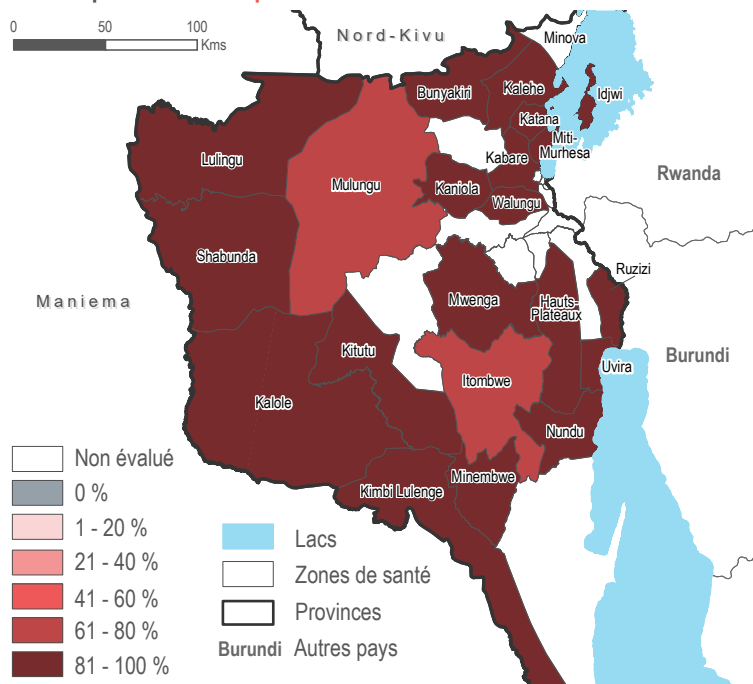 0 50 100
Kms
Nord-Kivu
Minova
Bunyakiri
Kalehe
Idjwi
Katana
Lulingu
Miti-
Murhesa
Kabare
Mulungu
Kaniola
Rwanda
Walungu
Shabunda
Ruzizi
Maniema
Mwenga
Hauts-
Plateaux
Kitutu
Burundi
Uvira
Itombwe
Kalole
Nundu
Minembwe
Kimbi Lulenge
Non évalué
0 %
1 - 20 %
21 - 40 %
41 - 60 %
61 - 80 %
81 - 100 %
Lacs
Zones de santé
Provinces
Burundi Autres pays